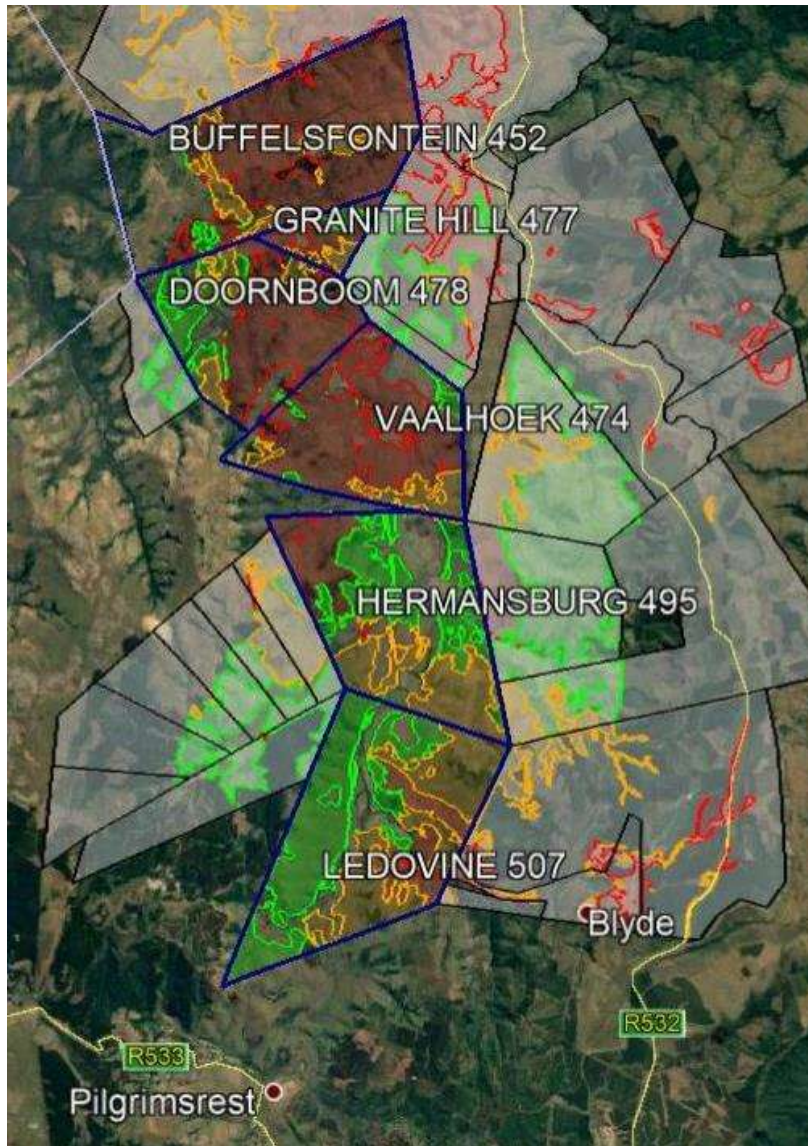 BUFFELSFONTEIN 452
GRANITE HILL 477
DOORNBOOM 478
VAALHOEK 474
HERMANSBURG 495
LEDOVINE 507
Blyde
R532
R533
Pilgrimsrest